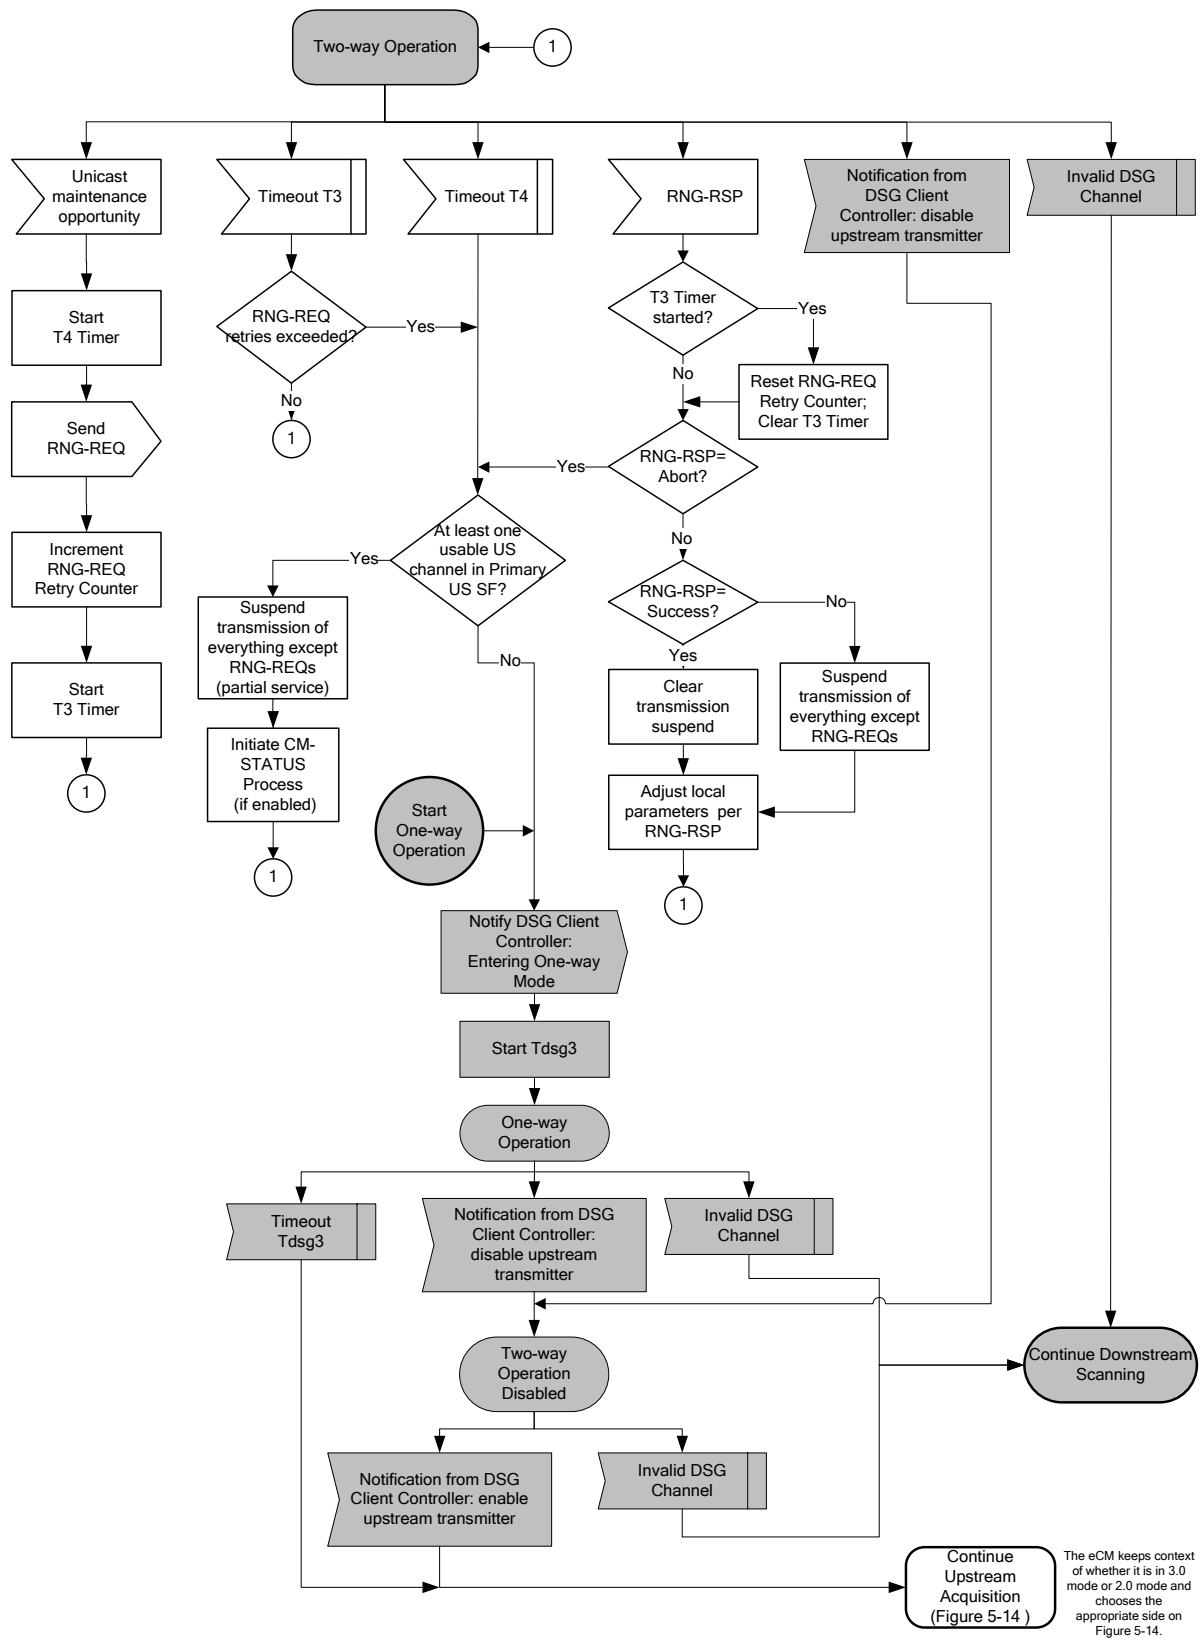 Two-way Operation
1
Unicast
maintenance
opportunity
Timeout T3
Timeout T4
RNG-RSP
Notification from
DSG Client
Controller: disable
upstream transmitter
Invalid DSG
Channel
Start
T4 Timer
RNG-REQ
retries exceeded?
Yes
No
1
T3 Timer
started?
Yes
No
Reset RNG-REQ
Retry Counter;
Clear T3 Timer
Send
RNG-REQ
RNG-RSP=
Abort?
Yes
No
Increment
RNG-REQ
Retry Counter
At least one
usable US
channel in Primary
US SF?
Yes
No
RNG-RSP=
Success?
No
Yes
Suspend
transmission of
everything except
RNG-REQs
(partial service)
Start
T3 Timer
1
Clear
transmission
suspend
Suspend
transmission of
everything except
RNG-REQs
Initiate CM-
STATUS
Process
(if enabled)
1
Start
One-way
Operation
Adjust local
parameters per
RNG-RSP
1
Notify DSG Client
Controller:
Entering One-way
Mode
Start Tdsg3
One-way
Operation
Timeout
Tdsg3
Notification from DSG
Client Controller:
disable upstream
transmitter
Invalid DSG
Channel
Two-way
Operation
Disabled
Continue Downstream
Scanning
Notification from DSG
Client Controller: enable
upstream transmitter
Invalid DSG
Channel
Continue
Upstream
Acquisition
(Figure 5-14 )
The eCM keeps context
of whether it is in 3.0
mode or 2.0 mode and
chooses the
appropriate side on
Figure 5-14.